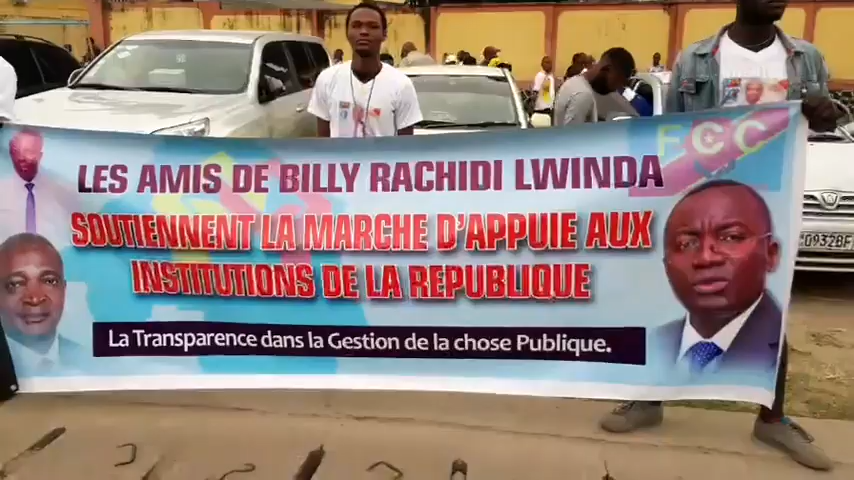 FCC
LES AMIS DE BILLY RACHIDI LWINDA
SOUTIENNENT LA MARCHE D'APPUIE AUX
INSTITUTIONS DE LA REPUBLIQUE
La Transparence dans la Gestion de la chose Publique.
0932BF